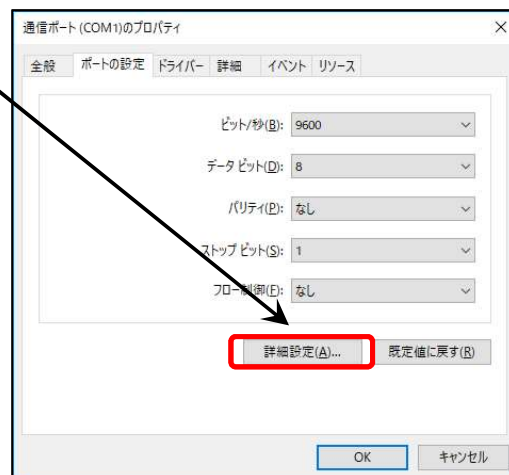 通信ポート (COM1)のプロパティ
全般 ポートの設定 ドライバー 詳細 イベント リソース
ビット/秒(B): 9600
データ ビット(D): 8
パリティ(P): なし
ストップ ビット(S): 1
フロー制御(F): なし
詳細設定(A)... 既定値に戻す(R)
OK キャンセル